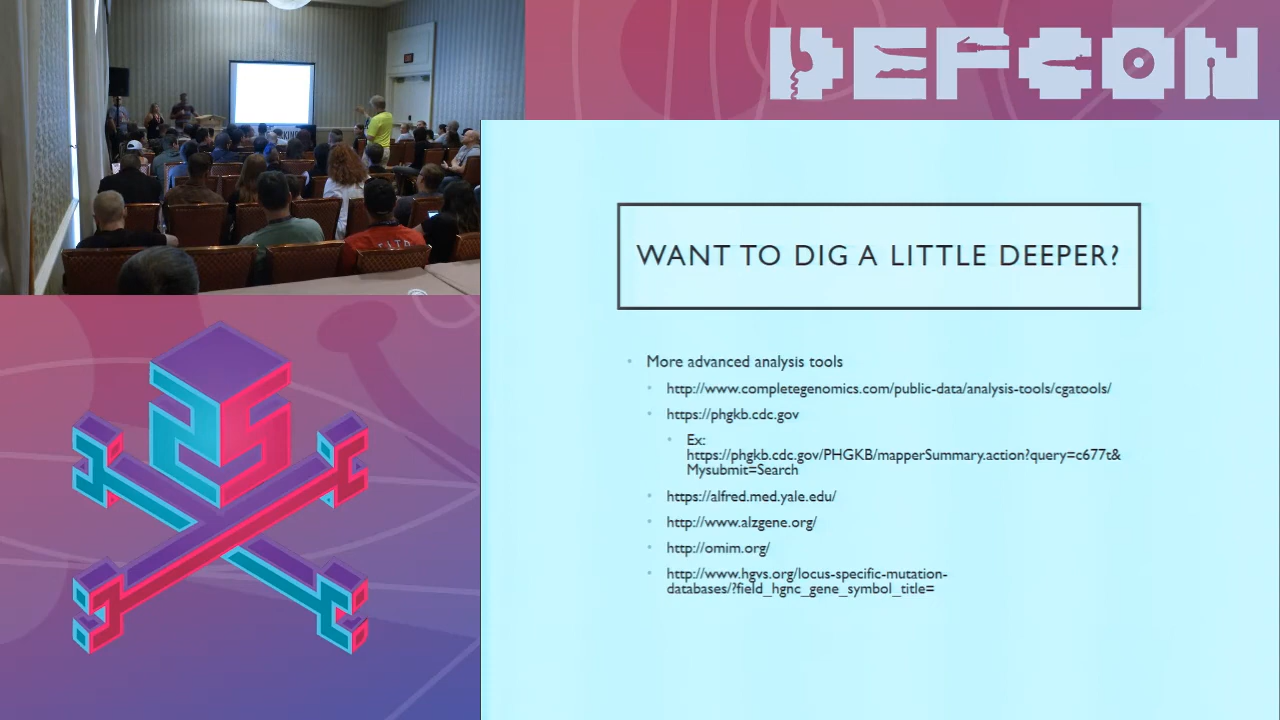 DEFCON
WANT TO DIG A LITTLE DEEPER?
More advanced analysis tools
http://www.completegenomics.com/public-data/analysis-tools/cgatools/
https://phgkb.cdc.gov
Ex:
https://phgkb.cdc.gov/PHGKB/mapperSummary.action?query=c677t&
Mysubmit=Search
https://alfred.med.yale.edu/
http://www.alzgene.org/
http://omim.org/
http://www.hgvs.org/locus-specific-mutation-
databases/?field_hgnc_gene_symbol_title=
25